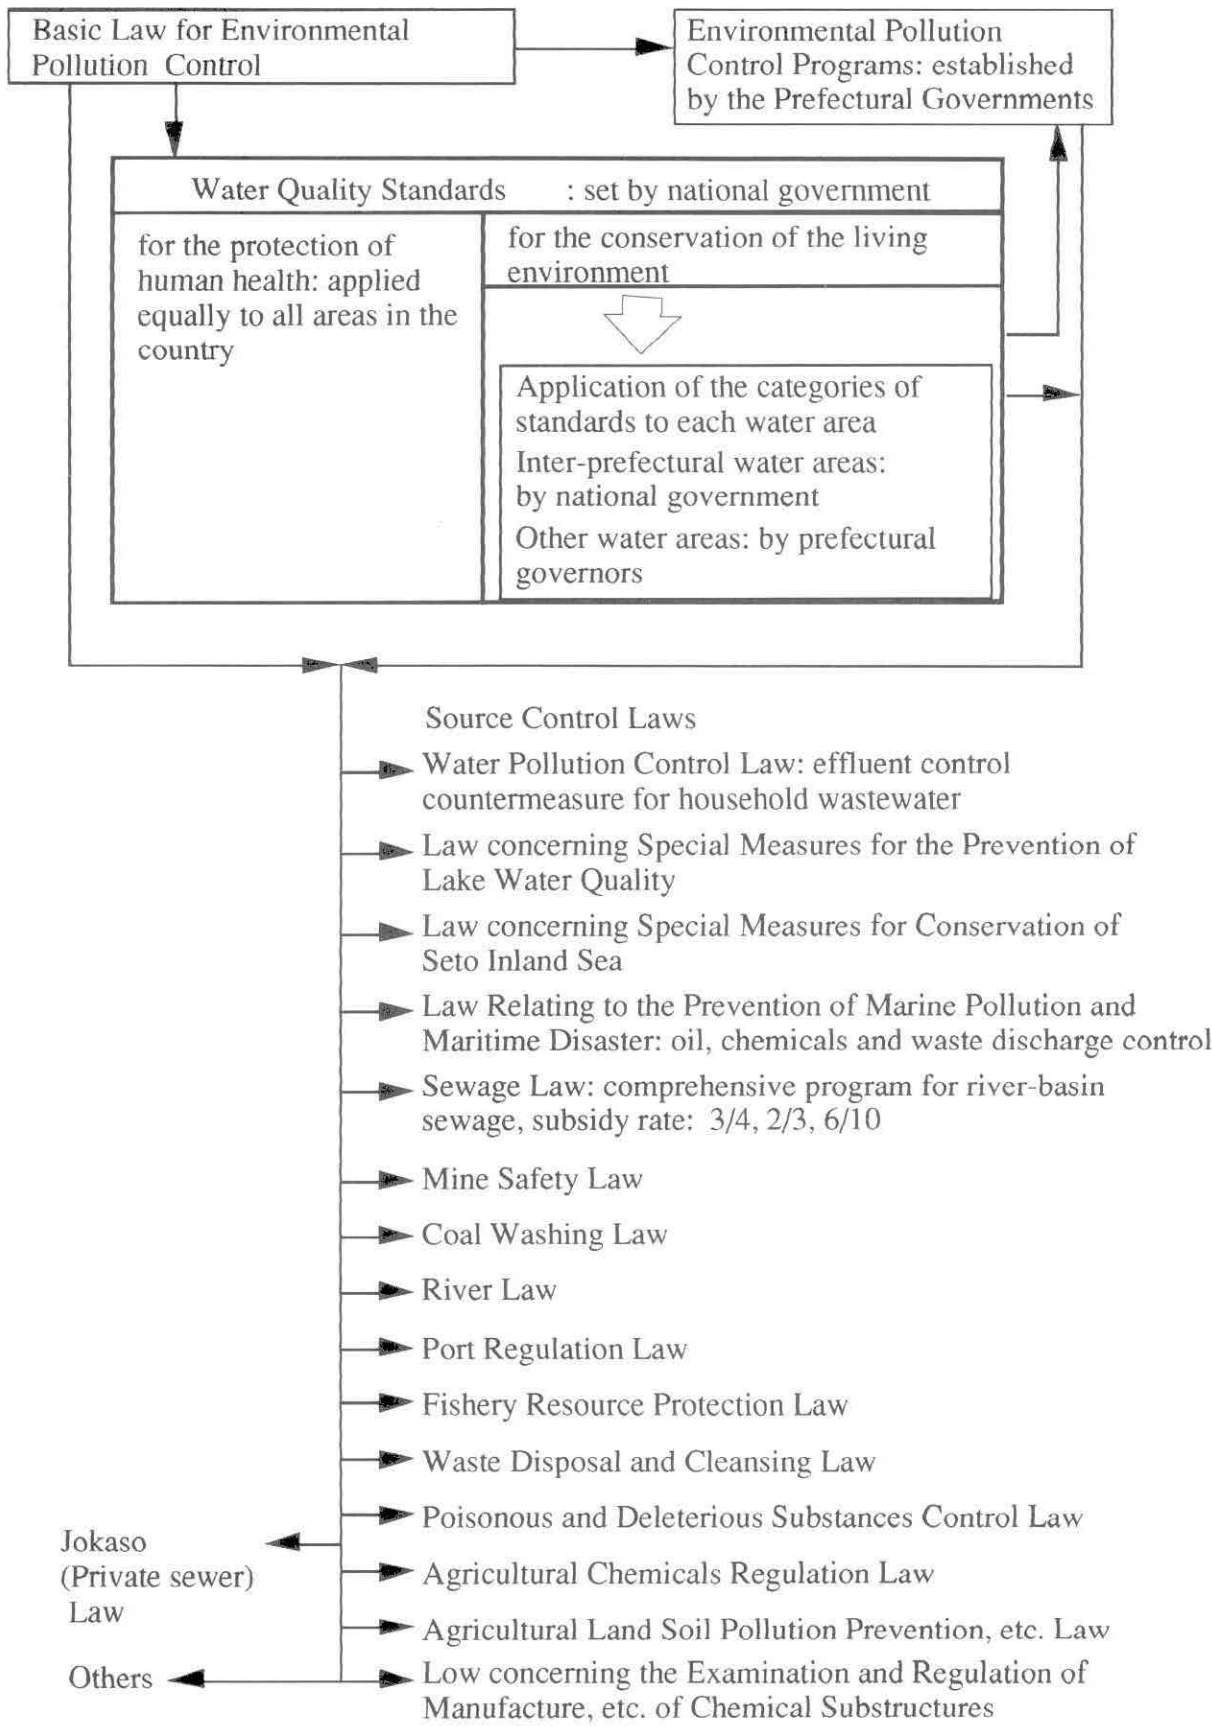 Basic Law for Environmental
Pollution Control
Environmental Pollution
Control Programs: established
by the Prefectural Governments
Water Quality Standards : set by national government
for the protection of
human health: applied
equally to all areas in the
country
for the conservation of the living
environment
Application of the categories of
standards to each water area
Inter-prefectural water areas:
by national government
Other water areas: by prefectural
governors
Source Control Laws
Water Pollution Control Law: effluent control
countermeasure for household wastewater
Law concerning Special Measures for the Prevention of
Lake Water Quality
Law concerning Special Measures for Conservation of
Seto Inland Sea
Law Relating to the Prevention of Marine Pollution and
Maritime Disaster: oil, chemicals and waste discharge control
Sewage Law: comprehensive program for river-basin
sewage, subsidy rate: 3/4, 2/3, 6/10
Mine Safety Law
Coal Washing Law
River Law
Port Regulation Law
Fishery Resource Protection Law
Waste Disposal and Cleansing Law
Poisonous and Deleterious Substances Control Law
Jokaso
(Private sewer)
Law
Agricultural Chemicals Regulation Law
Agricultural Land Soil Pollution Prevention, etc. Law
Others
Low concerning the Examination and Regulation of
Manufacture, etc. of Chemical Substructures